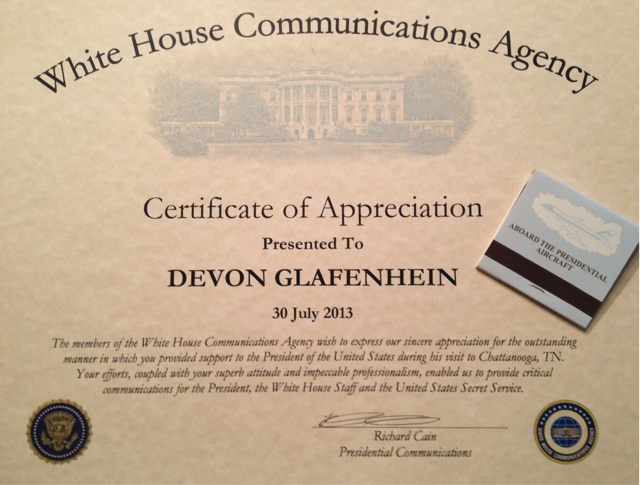 White House Communications Agency
Certificate of Appreciation
Presented To
DEVON GLAFENHEIN
30 July 2013
The members of the White House Communications Agency wish to express our sincere appreciation for the outstanding
manner in which you provided support to the President of the United States during his visit to Chattanooga, TN.
Your efforts, coupled with your superb attitude and impeccable professionalism, enabled us to provide critical
communications for the President, the White House Staff and the United States Secret Service.
Richard Cain
Presidential Communications
ABOARD THE PRESIDENTIAL
AIRCRAFT